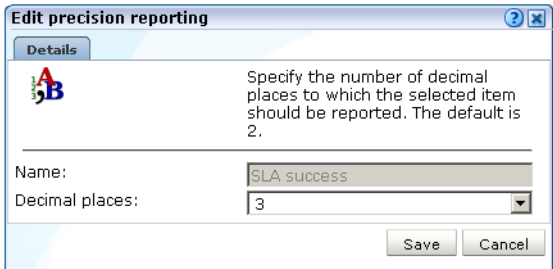 Edit precision reporting
Details
Specify the number of decimal
places to which the selected item
should be reported. The default is
2.
Name:
SLA success
Decimal places:
3
Save
Cancel